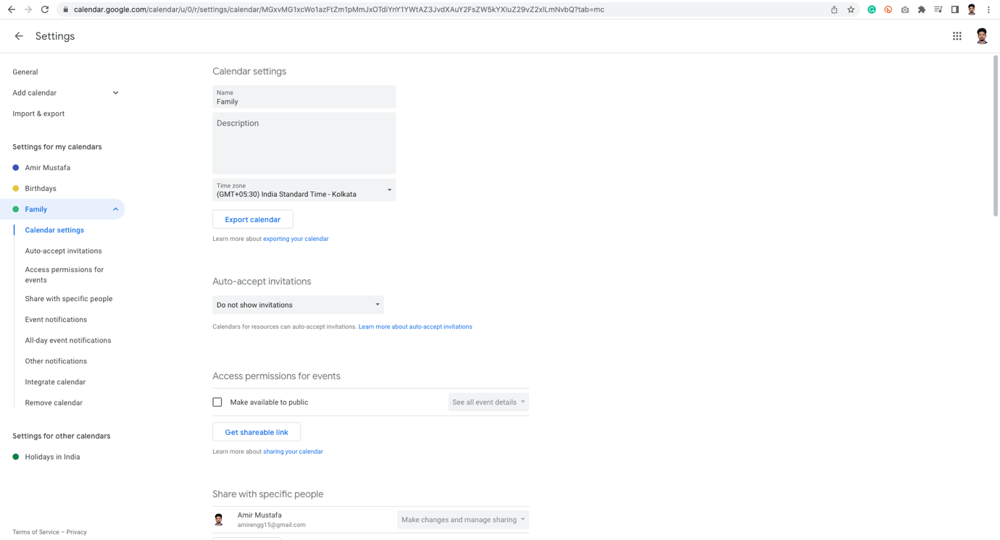 calendar.google.com/calendar/u/0/r/settings/calendar/MGxvMG1xcWo1azFtZm1pMmJxOTdiYnY1YWtAZ3JvdXAuY2FsZW5kYXIuZ29vZ2xlLmNvbQ?tab=mc
Settings
General
Add calendar
Import & export
Settings for my calendars
Amir Mustafa
Birthdays
Family
Calendar settings
Auto-accept invitations
Access permissions for
events
Share with specific people
Event notifications
All-day event notifications
Other notifications
Integrate calendar
Remove calendar
Settings for other calendars
Holidays in India
Terms of Service – Privacy
Calendar settings
Name
Family
Description
Time zone
(GMT+05:30) India Standard Time - Kolkata
Export calendar
Learn more about exporting your calendar
Auto-accept invitations
Do not show invitations
Calendars for resources can auto-accept invitations. Learn more about auto-accept invitations
Access permissions for events
Make available to public
See all event details
Get shareable link
Learn more about sharing your calendar
Share with specific people
Amir Mustafa
amirengg15@gmail.com
Make changes and manage sharing